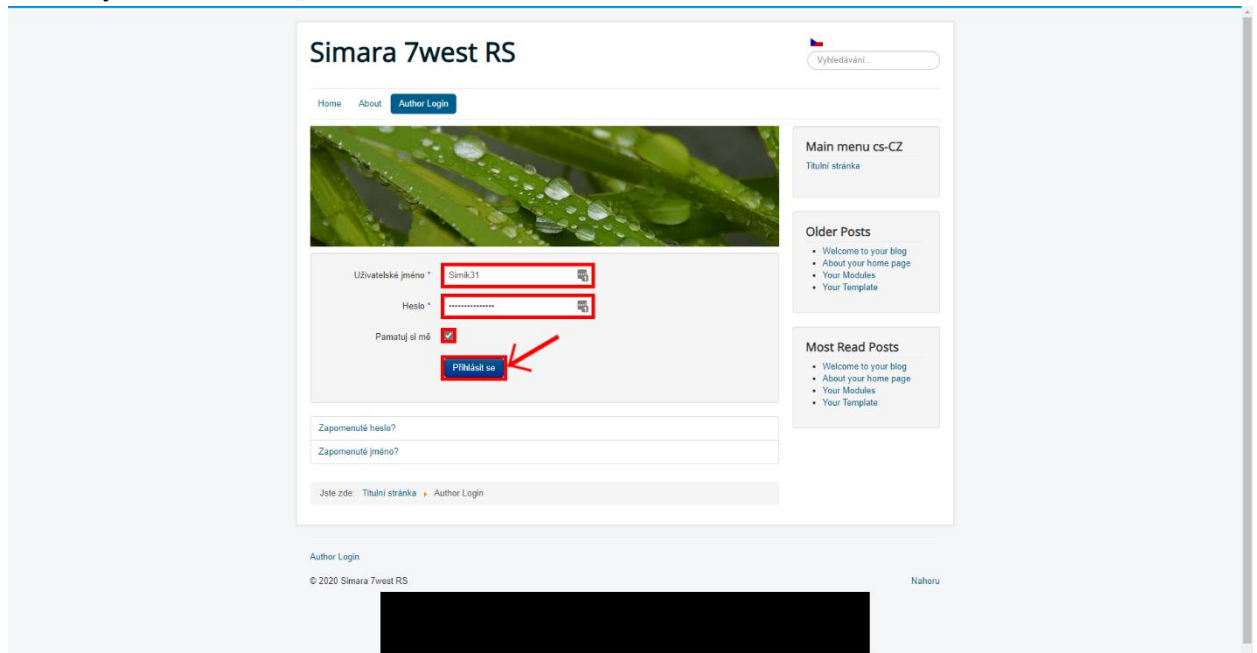 Simara 7west RS
Vyhledávání...
Home About Author Login
Main menu cs-CZ
Titulní stránka
Older Posts
Welcome to your blog
About your home page
Your Modules
Your Template
Uživatelské jméno * Simik31
Heslo * ···············
Pamatuj si mě
Přihlásit se
Most Read Posts
Welcome to your blog
About your home page
Your Modules
Your Template
Zapomenuté heslo?
Zapomenuté jméno?
Jste zde: Titulní stránka Author Login
Author Login
© 2020 Simara 7west RS Nahoru